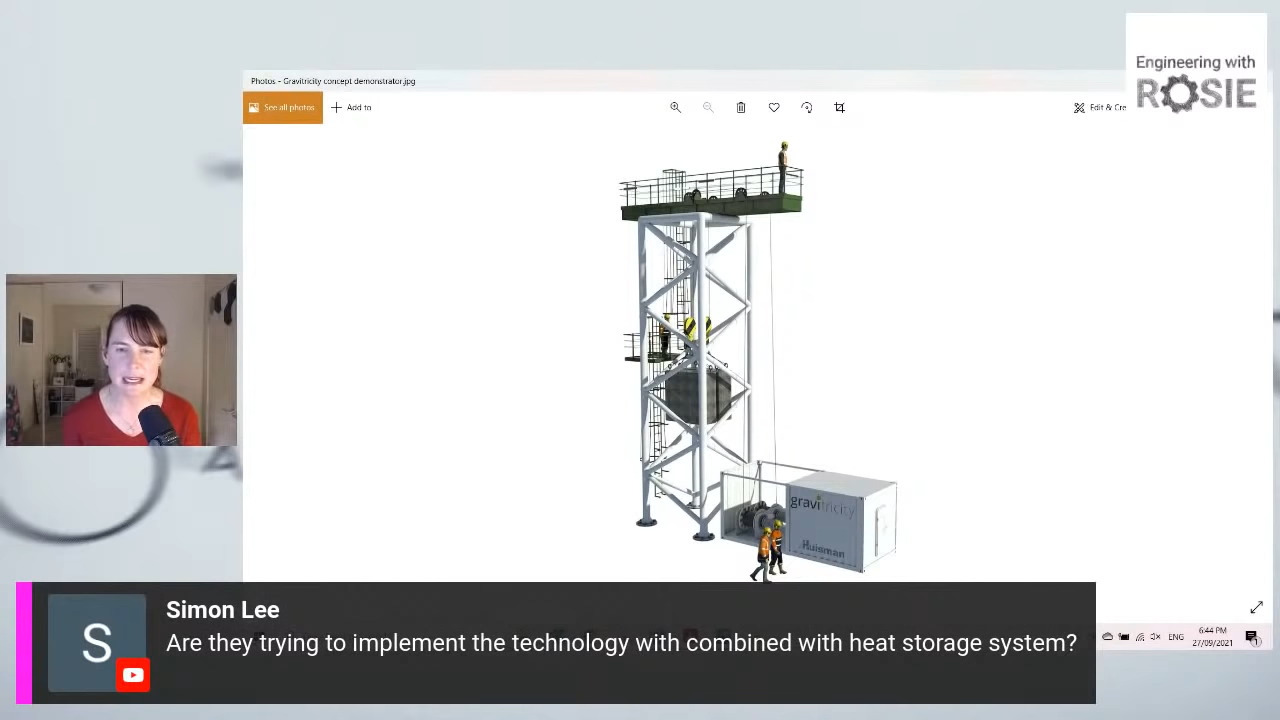 Engineering with
ROSIE
Photos - Gravitricity concept demonstrator.jpg
See all photos
Add to
Edit & Cre
gravitricity
Huisman
S
Simon Lee
Are they trying to implement the technology with combined with heat storage system?
ENG
6:44 PM
27/09/2021
1